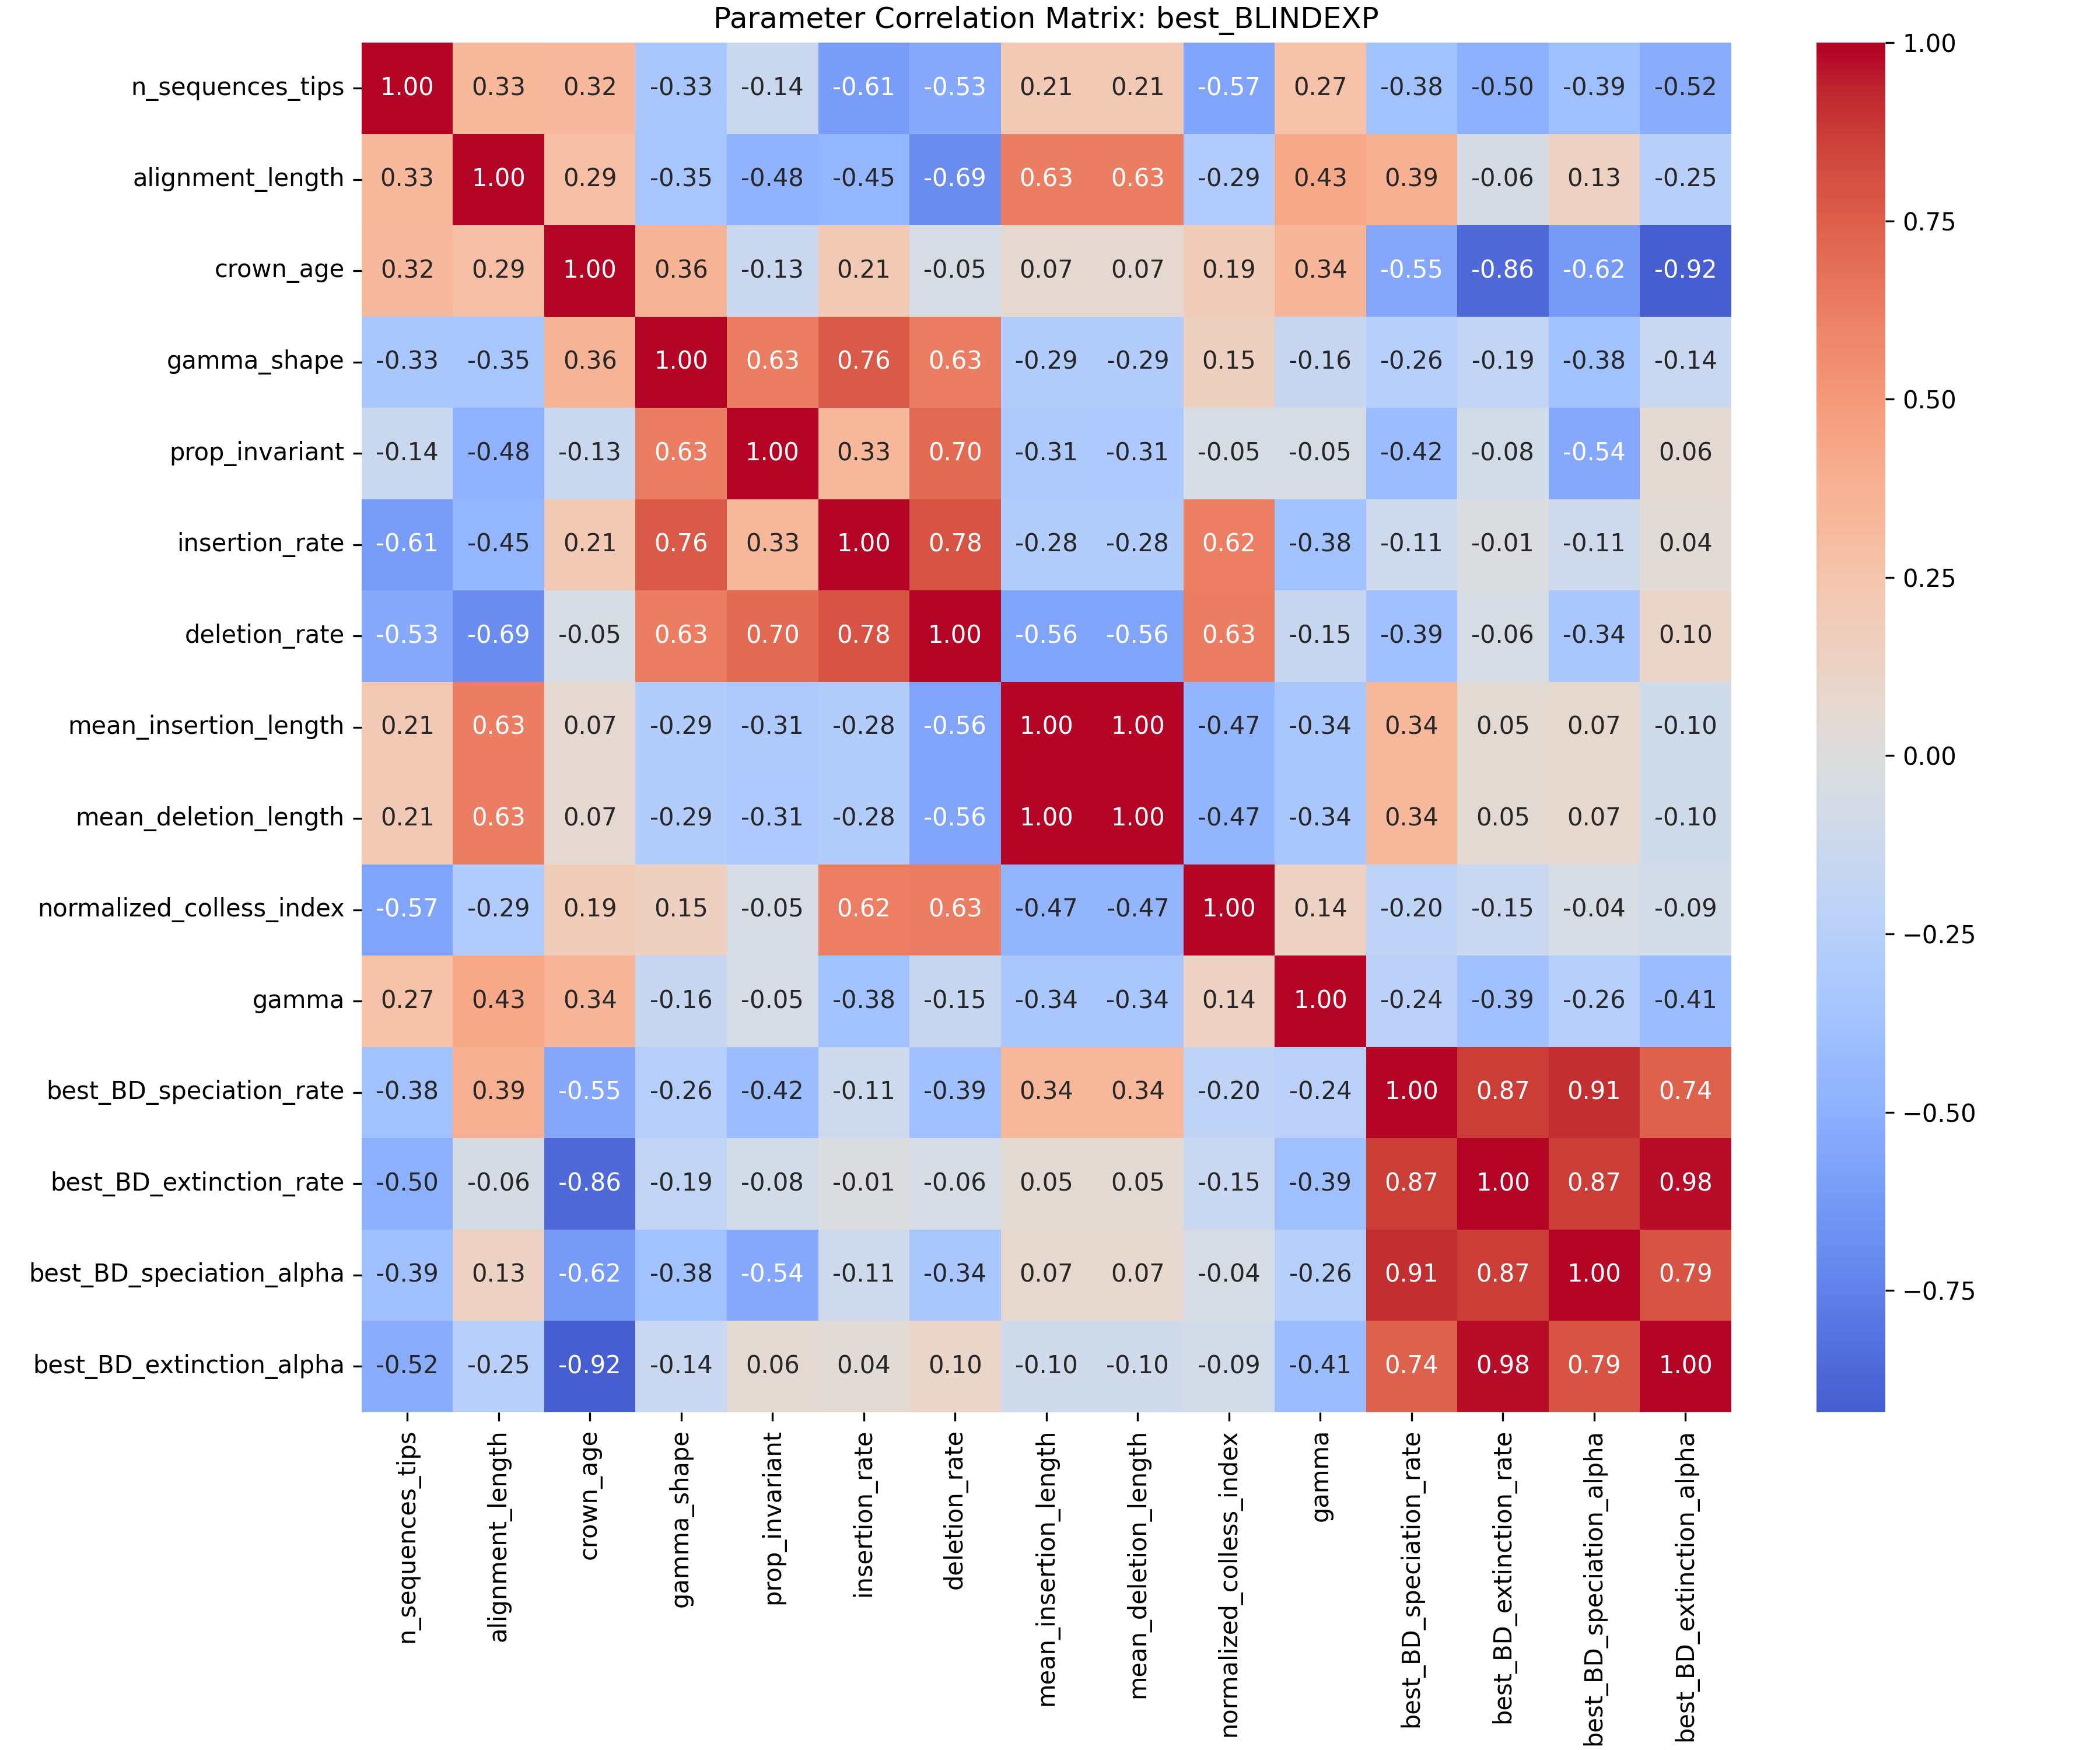 Parameter Correlation Matrix: best_BLINDEXP
n_sequences_tips 1.00 0.33 0.32 -0.33 -0.14 -0.61 -0.53 0.21 0.21 -0.57 0.27 -0.38 -0.50 -0.39 -0.52
alignment_length 0.33 1.00 0.29 -0.35 -0.48 -0.45 -0.69 0.63 0.63 -0.29 0.43 0.39 -0.06 0.13 -0.25
crown_age 0.32 0.29 1.00 0.36 -0.13 0.21 -0.05 0.07 0.07 0.19 0.34 -0.55 -0.86 -0.62 -0.92
gamma_shape -0.33 -0.35 0.36 1.00 0.63 0.76 0.63 -0.29 -0.29 0.15 -0.16 -0.26 -0.19 -0.38 -0.14
prop_invariant -0.14 -0.48 -0.13 0.63 1.00 0.33 0.70 -0.31 -0.31 -0.05 -0.05 -0.42 -0.08 -0.54 0.06
insertion_rate -0.61 -0.45 0.21 0.76 0.33 1.00 0.78 -0.28 -0.28 0.62 -0.38 -0.11 -0.01 -0.11 0.04
deletion_rate -0.53 -0.69 -0.05 0.63 0.70 0.78 1.00 -0.56 -0.56 0.63 -0.15 -0.39 -0.06 -0.34 0.10
mean_insertion_length 0.21 0.63 0.07 -0.29 -0.31 -0.28 -0.56 1.00 1.00 -0.47 -0.34 0.34 0.05 0.07 -0.10
mean_deletion_length 0.21 0.63 0.07 -0.29 -0.31 -0.28 -0.56 1.00 1.00 -0.47 -0.34 0.34 0.05 0.07 -0.10
normalized_colless_index -0.57 -0.29 0.19 0.15 -0.05 0.62 0.63 -0.47 -0.47 1.00 0.14 -0.20 -0.15 -0.04 -0.09
gamma 0.27 0.43 0.34 -0.16 -0.05 -0.38 -0.15 -0.34 -0.34 0.14 1.00 -0.24 -0.39 -0.26 -0.41
best_BD_speciation_rate -0.38 0.39 -0.55 -0.26 -0.42 -0.11 -0.39 0.34 0.34 -0.20 -0.24 1.00 0.87 0.91 0.74
best_BD_extinction_rate -0.50 -0.06 -0.86 -0.19 -0.08 -0.01 -0.06 0.05 0.05 -0.15 -0.39 0.87 1.00 0.87 0.98
best_BD_speciation_alpha -0.39 0.13 -0.62 -0.38 -0.54 -0.11 -0.34 0.07 0.07 -0.04 -0.26 0.91 0.87 1.00 0.79
best_BD_extinction_alpha -0.52 -0.25 -0.92 -0.14 0.06 0.04 0.10 -0.10 -0.10 -0.09 -0.41 0.74 0.98 0.79 1.00
n_sequences_tips
alignment_length
crown_age
gamma_shape
prop_invariant
insertion_rate
deletion_rate
mean_insertion_length
mean_deletion_length
normalized_colless_index
gamma
best_BD_speciation_rate
best_BD_extinction_rate
best_BD_speciation_alpha
best_BD_extinction_alpha
1.00
0.75
0.50
0.25
0.00
−0.25
−0.50
−0.75